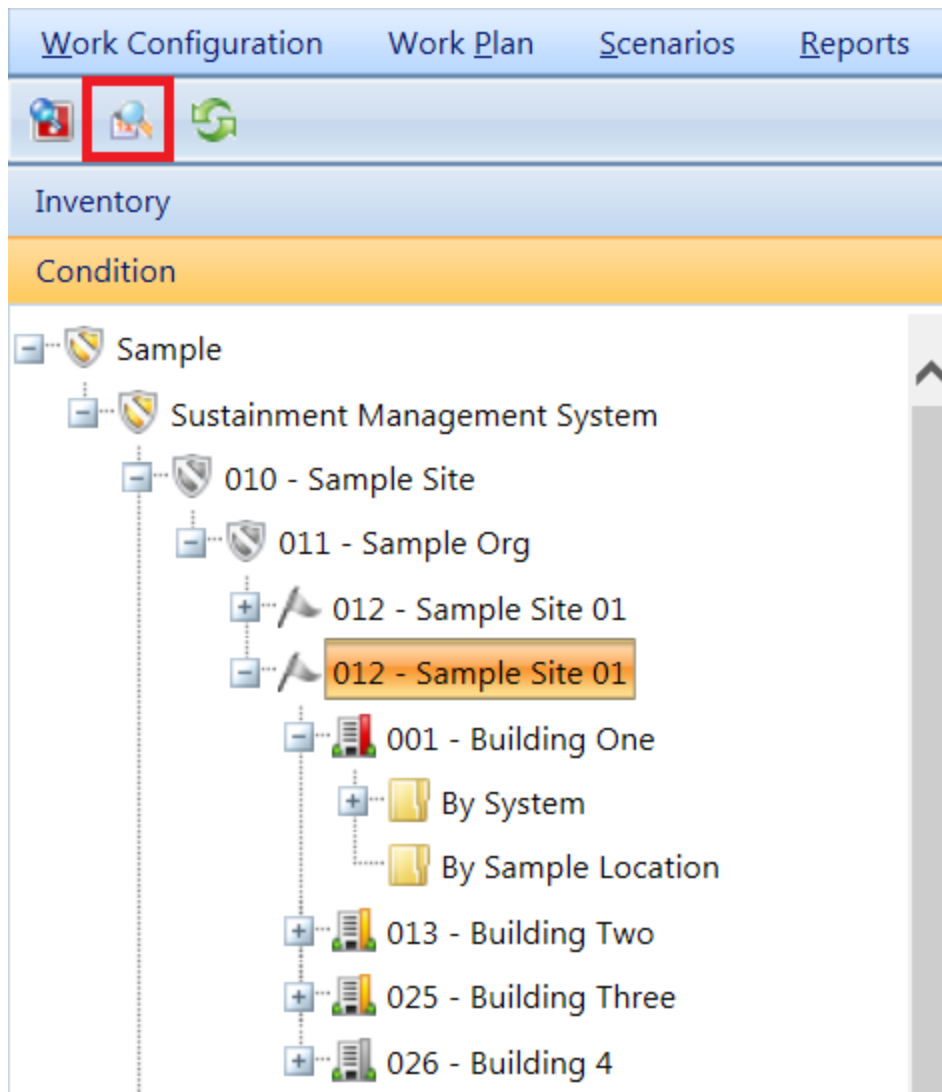 Work Configuration Work Plan Scenarios Reports
Inventory
Condition
Sample
Sustainment Management System
010 - Sample Site
011 - Sample Org
012 - Sample Site 01
012 - Sample Site 01
001 - Building One
By System
By Sample Location
013 - Building Two
025 - Building Three
026 - Building 4